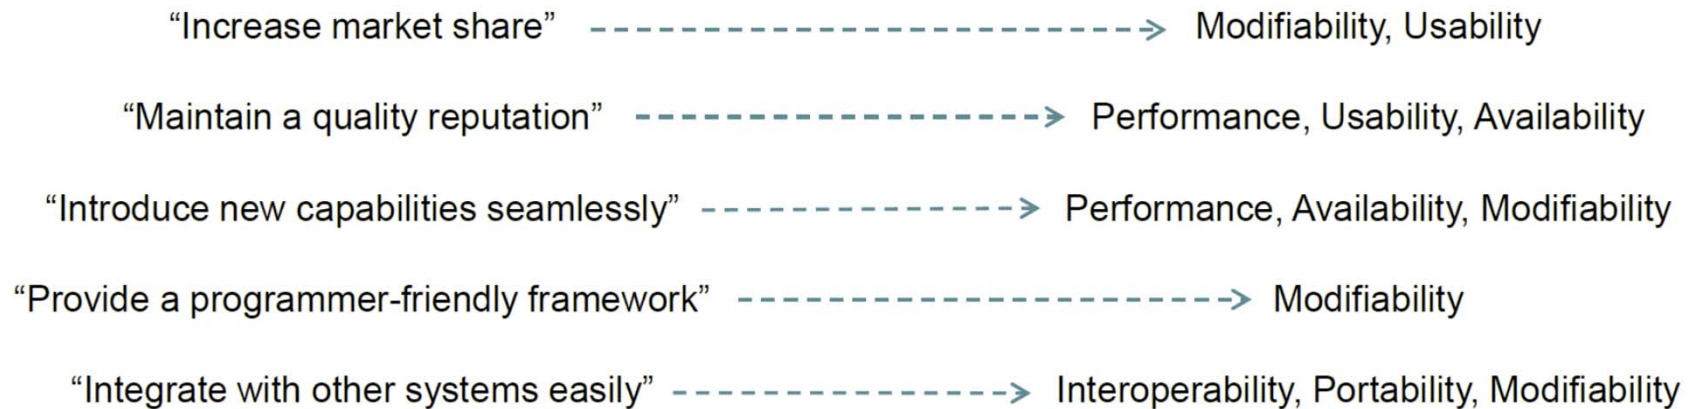 “Increase market share” Modifiability, Usability
“Maintain a quality reputation” Performance, Usability, Availability
“Introduce new capabilities seamlessly” Performance, Availability, Modifiability
“Provide a programmer-friendly framework” Modifiability
“Integrate with other systems easily” Interoperability, Portability, Modifiability